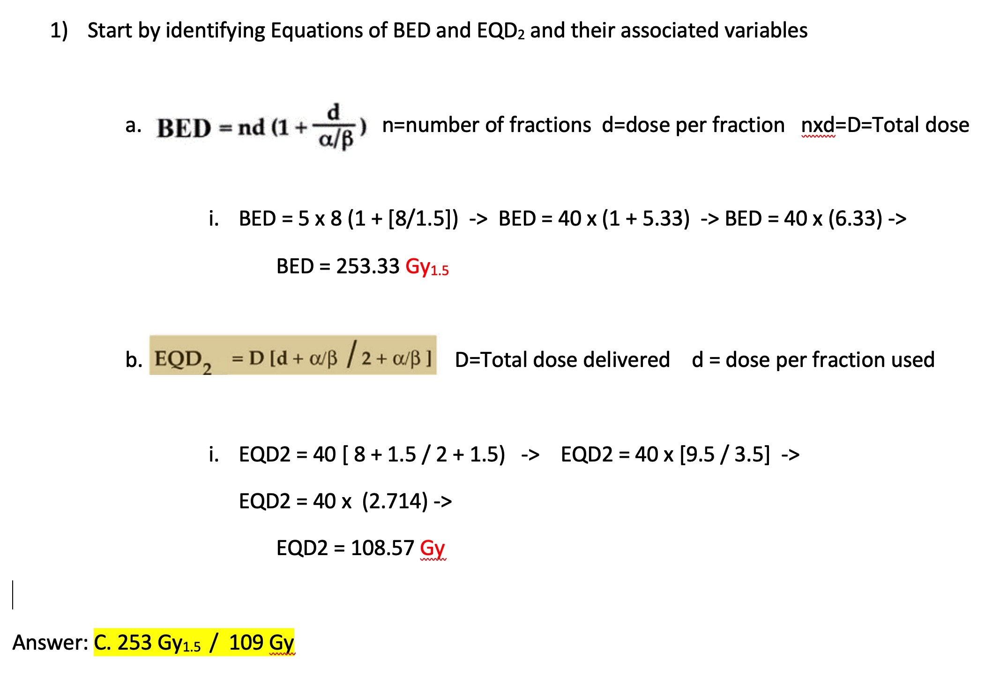 1) Start by identifying Equations of BED and EQD₂ and their associated variables
a. BED = nd (1 + d / α/β ) n=number of fractions d=dose per fraction nxd=D=Total dose
i. BED = 5 x 8 (1 + [8/1.5]) -> BED = 40 x (1 + 5.33) -> BED = 40 x (6.33) ->
BED = 253.33 Gy₁.₅
b. EQD₂ = D [d + α/β / 2 + α/β ] D=Total dose delivered d = dose per fraction used
i. EQD2 = 40 [ 8 + 1.5 / 2 + 1.5) -> EQD2 = 40 x [9.5 / 3.5] ->
EQD2 = 40 x (2.714) ->
EQD2 = 108.57 Gy
Answer: C. 253 Gy₁.₅ / 109 Gy